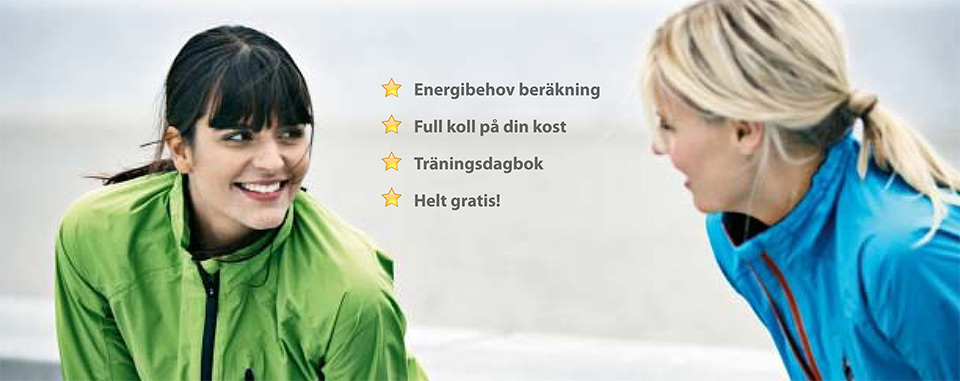 Energibehov beräkning
Full koll på din kost
Träningsdagbok
Helt gratis!